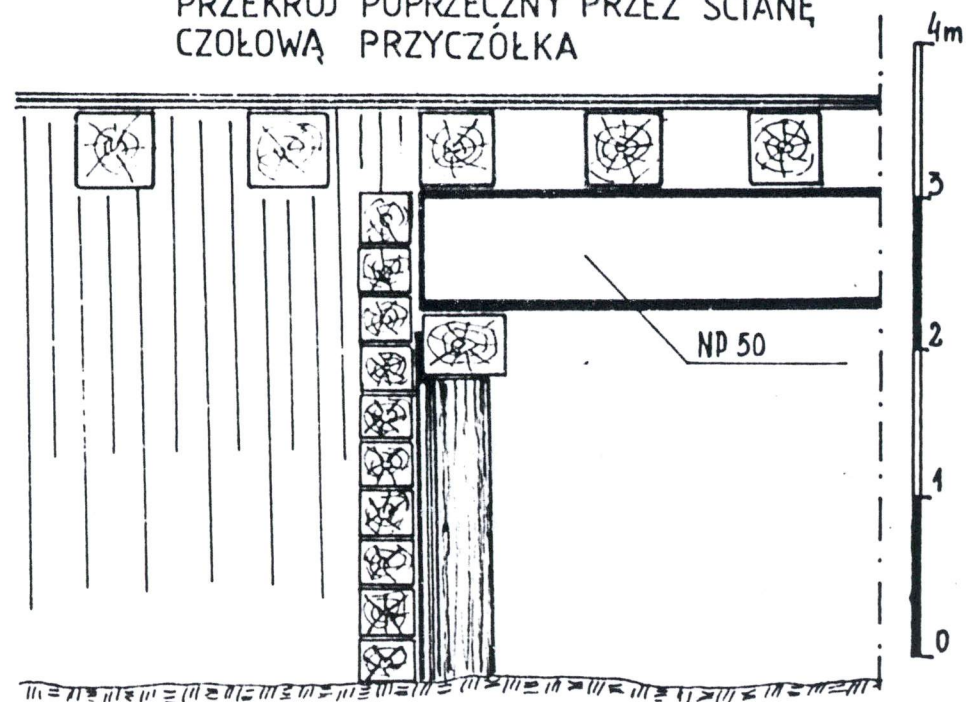 PRZEKRÓJ POPRZECZNY PRZEZ ŚCIANĘ
CZOŁOWĄ PRZYCZÓŁKA
4m
3
NP 50
2
1
0